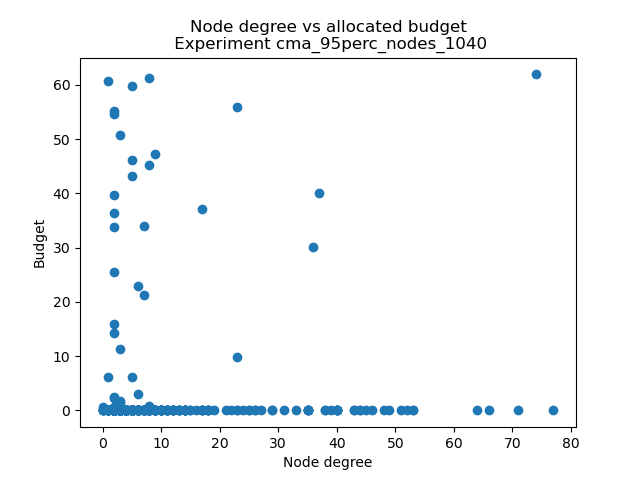 Node degree vs allocated budget
Experiment cma_95perc_nodes_1040
60
50
40
30
20
10
0
Budget
0 10 20 30 40 50 60 70 80
Node degree